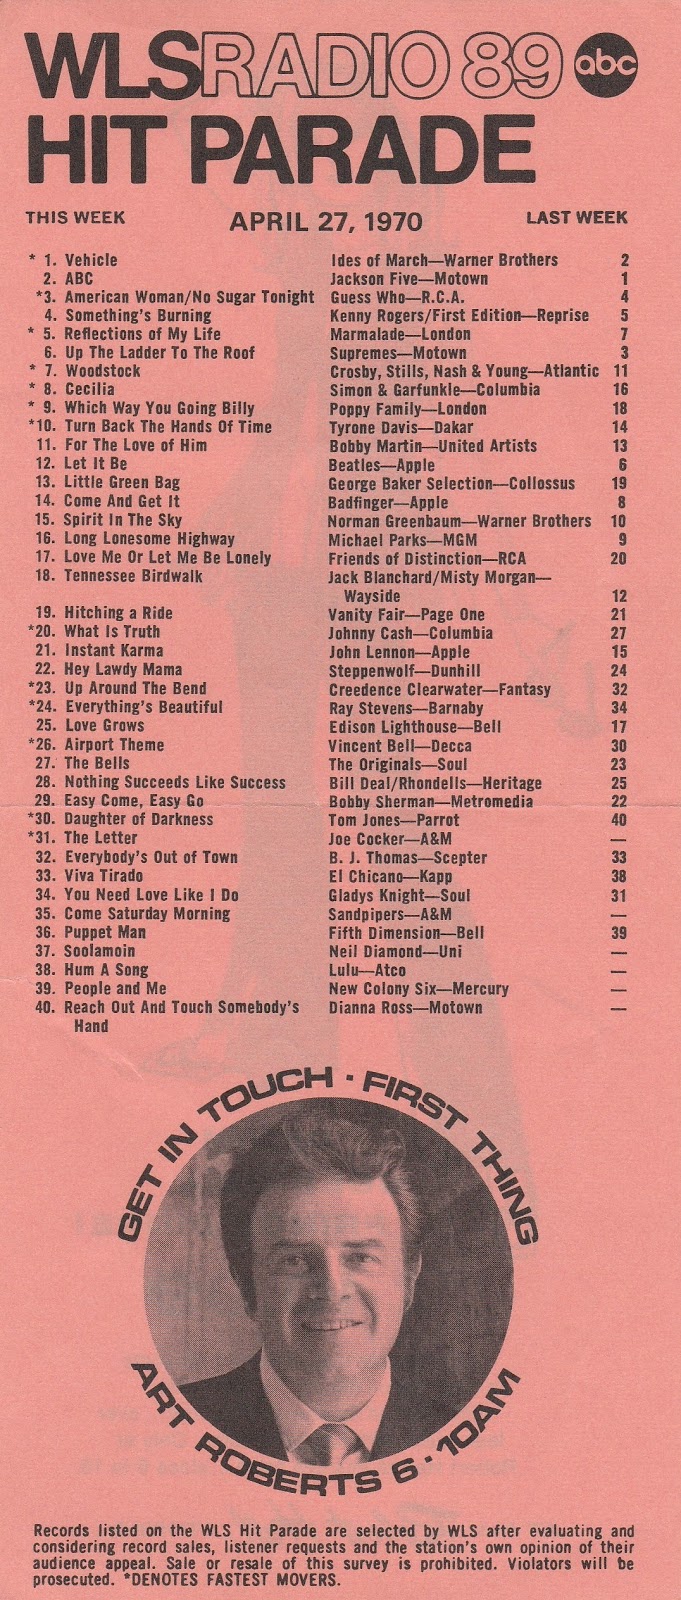 WLS RADIO 89 abc
HIT PARADE
THIS WEEK APRIL 27, 1970 LAST WEEK
* 1. Vehicle Ides of March—Warner Brothers 2
2. ABC Jackson Five—Motown 1
*3. American Woman/No Sugar Tonight Guess Who—R.C.A. 4
4. Something's Burning Kenny Rogers/First Edition—Reprise 5
* 5. Reflections of My Life Marmalade—London 7
6. Up The Ladder To The Roof Supremes—Motown 3
* 7. Woodstock Crosby, Stills, Nash & Young—Atlantic 11
* 8. Cecilia Simon & Garfunkle—Columbia 16
* 9. Which Way You Going Billy Poppy Family—London 18
*10. Turn Back The Hands Of Time Tyrone Davis—Dakar 14
11. For The Love of Him Bobby Martin—United Artists 13
12. Let It Be Beatles—Apple 6
13. Little Green Bag George Baker Selection—Collossus 19
14. Come And Get It Badfinger—Apple 8
15. Spirit In The Sky Norman Greenbaum—Warner Brothers 10
16. Long Lonesome Highway Michael Parks—MGM 9
17. Love Me Or Let Me Be Lonely Friends of Distinction—RCA 20
18. Tennessee Birdwalk Jack Blanchard/Misty Morgan—
Wayside 12
19. Hitching a Ride Vanity Fair—Page One 21
*20. What Is Truth Johnny Cash—Columbia 27
21. Instant Karma John Lennon—Apple 15
22. Hey Lawdy Mama Steppenwolf—Dunhill 24
*23. Up Around The Bend Creedence Clearwater—Fantasy 32
*24. Everything's Beautiful Ray Stevens—Barnaby 34
25. Love Grows Edison Lighthouse—Bell 17
*26. Airport Theme Vincent Bell—Decca 30
27. The Bells The Originals—Soul 23
28. Nothing Succeeds Like Success Bill Deal/Rhondells—Heritage 25
29. Easy Come, Easy Go Bobby Sherman—Metromedia 22
*30. Daughter of Darkness Tom Jones—Parrot 40
*31. The Letter Joe Cocker—A&M —
32. Everybody's Out of Town B. J. Thomas—Scepter 33
33. Viva Tirado El Chicano—Kapp 38
34. You Need Love Like I Do Gladys Knight—Soul 31
35. Come Saturday Morning Sandpipers—A&M —
36. Puppet Man Fifth Dimension—Bell 39
37. Soolamoin Neil Diamond—Uni —
38. Hum A Song Lulu—Atco —
39. People and Me New Colony Six—Mercury —
40. Reach Out And Touch Somebody's Dianna Ross—Motown —
Hand
GET IN TOUCH · FIRST THING
ART ROBERTS 6 · 10AM
Records listed on the WLS Hit Parade are selected by WLS after evaluating and
considering record sales, listener requests and the station's own opinion of their
audience appeal. Sale or resale of this survey is prohibited. Violators will be
prosecuted. *DENOTES FASTEST MOVERS.